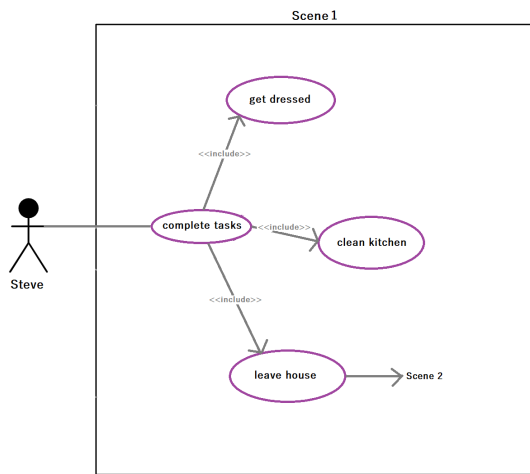 Scene 1
get dressed
<<include>>
complete tasks
<<include>>
clean kitchen
Steve
<<include>>
leave house
Scene 2